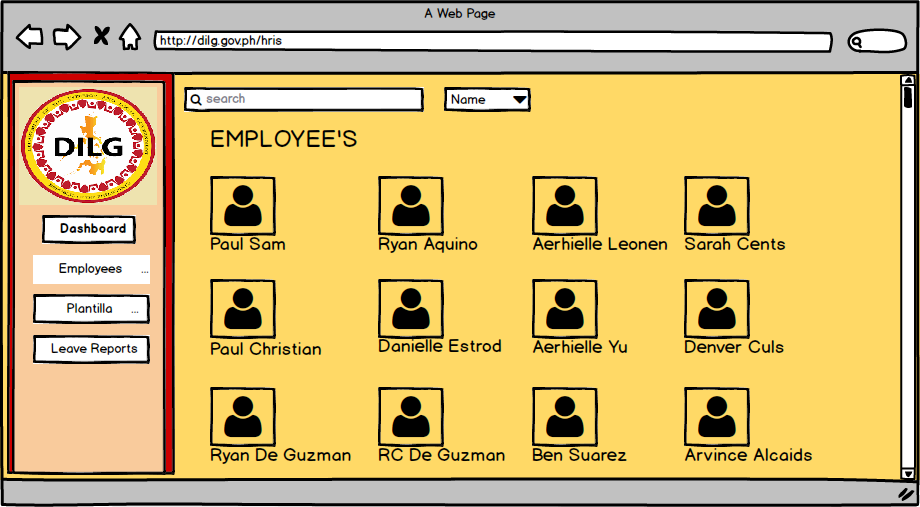 A Web Page
http://dilg.gov.ph/hris
search
Name
DILG
EMPLOYEE'S
Dashboard
Employees ...
Plantilla ...
Leave Reports
Paul Sam
Ryan Aquino
Aerhielle Leonen
Sarah Cents
Paul Christian
Danielle Estrod
Aerhielle Yu
Denver Culs
Ryan De Guzman
RC De Guzman
Ben Suarez
Arvince Alcaids